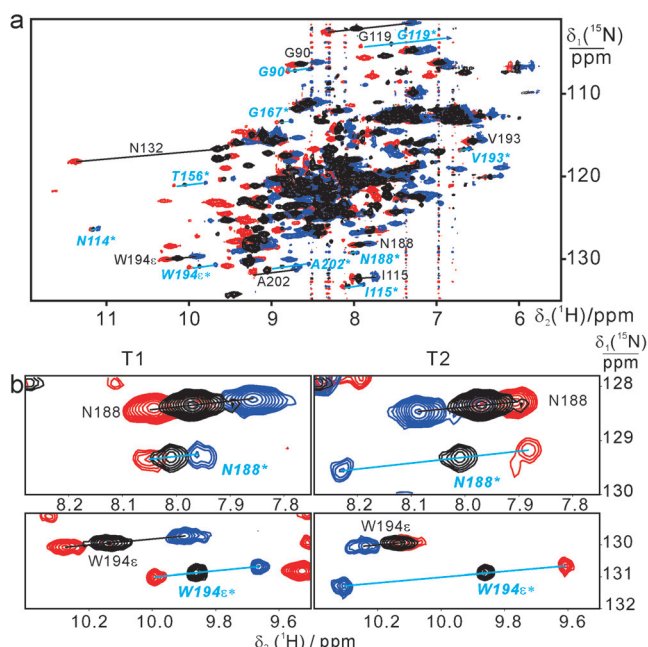 a
G119 G119* δ₁(¹⁵N)
G90 ppm
G90*
G167* 110
N132 V193
V193*
T156* 120
N114* N188
W194ε N188* 130
W194ε* A202* I115
A202 I115*
11 10 9 8 7 6
δ₂(¹H)/ppm
δ₁(¹⁵N)
ppm
T1 T2
b
128
N188 N188
129
N188* N188*
130
8.2 8.1 8.0 7.9 7.8 8.2 8.1 8.0 7.9 7.8
W194ε
130
W194ε
131
W194ε* W194ε*
132
10.2 10.0 9.8 9.6 10.2 10.0 9.8 9.6
δ₂(¹H) / ppm